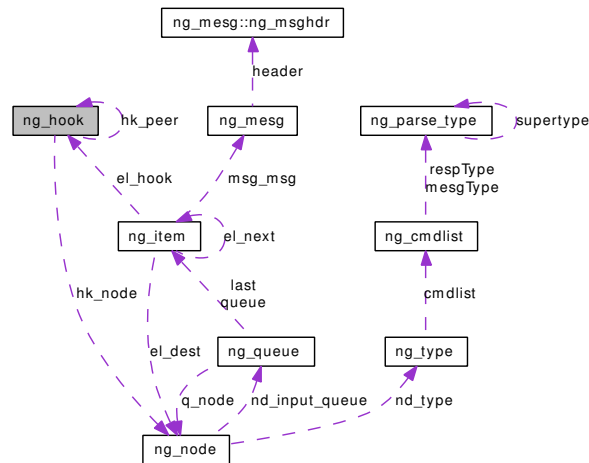 ng_mesg::ng_msghdr
header
ng_hook
hk_peer
ng_mesg
ng_parse_type
supertype
respType
mesgType
el_hook
msg_msg
ng_item
el_next
ng_cmdlist
last
queue
hk_node
cmdlist
el_dest
ng_queue
ng_type
q_node
nd_input_queue
nd_type
ng_node